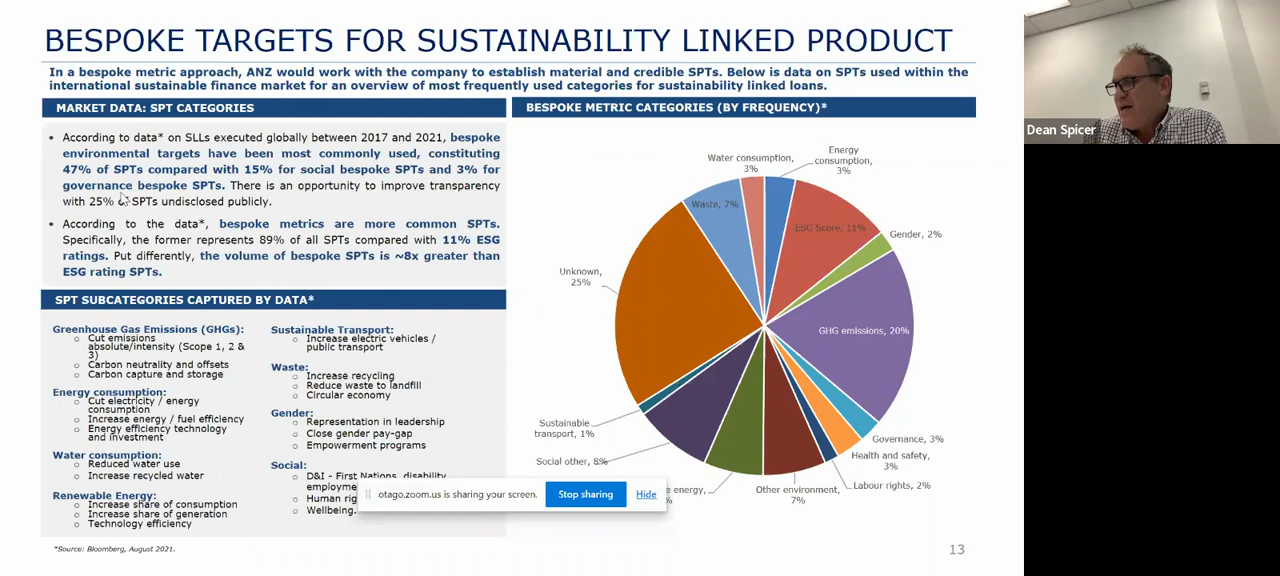 BESPOKE TARGETS FOR SUSTAINABILITY LINKED PRODUCT
In a bespoke metric approach, ANZ would work with the company to establish material and credible SPTs. Below is data on SPTs used within the
international sustainable finance market for an overview of most frequently used categories for sustainability linked loans.
MARKET DATA: SPT CATEGORIES
• According to data* on SLLs executed globally between 2017 and 2021, bespoke
environmental targets have been most commonly used, constituting
47% of SPTs compared with 15% for social bespoke SPTs and 3% for
governance bespoke SPTs. There is an opportunity to improve transparency
with 25% of SPTs undisclosed publicly.
• According to the data*, bespoke metrics are more common SPTs.
Specifically, the former represents 89% of all SPTs compared with 11% ESG
ratings. Put differently, the volume of bespoke SPTs is ~8x greater than
ESG rating SPTs.
SPT SUBCATEGORIES CAPTURED BY DATA*
Greenhouse Gas Emissions (GHGs):
o Cut emissions
absolute/intensity (Scope 1, 2 &
3)
o Carbon neutrality and offsets
o Carbon capture and storage
Energy consumption:
o Cut electricity / energy
consumption
o Increase energy / fuel efficiency
o Energy efficiency technology
and investment
Water consumption:
o Reduced water use
o Increase recycled water
Renewable Energy:
o Increase share of consumption
o Increase share of generation
o Technology efficiency
Sustainable Transport:
o Increase electric vehicles /
public transport
Waste:
o Increase recycling
o Reduce waste to landfill
o Circular economy
Gender:
o Representation in leadership
o Close gender pay-gap
o Empowerment programs
Social:
o D&I - First Nations, disability
employme
o Human rig
o Wellbeing.
BESPOKE METRIC CATEGORIES (BY FREQUENCY)*
Water consumption,
3%
Energy
consumption,
3%
Waste, 7%
ESG Score, 11%
Gender, 2%
Unknown,
25%
GHG emissions, 20%
Sustainable
transport, 1%
Governance, 3%
Health and safety,
3%
Social other, 8%
Labour rights, 2%
Other environment,
7%
e energy,
%
otago.zoom.us is sharing your screen.
Stop sharing
Hide
*Source: Bloomberg, August 2021.
13
Dean Spicer